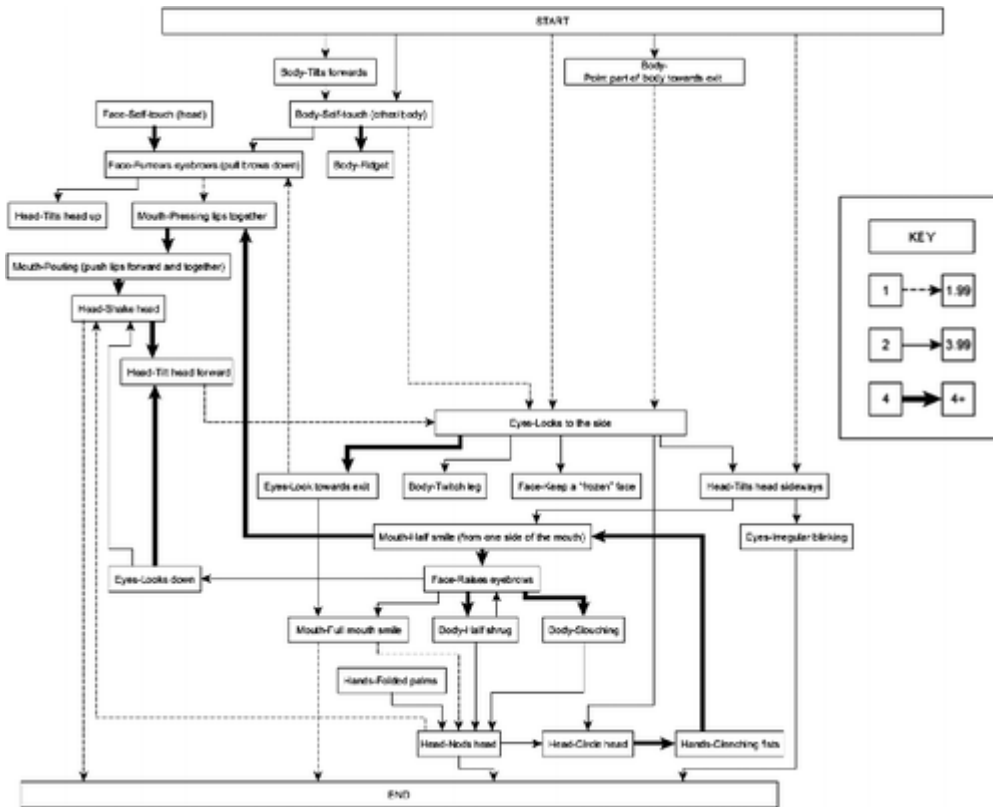 START
Body-Tilts forwards
Body-
Point part of body towards exit
Face-Self-touch (head)
Body-Self-touch (other/body)
Face-Furrows eyebrows (pull brows down)
Body-Fidget
Head-Tilts head up
Mouth-Pressing lips together
KEY
Mouth-Pouting (push lips forward and together)
1
1.99
Head-Shake head
2
3.99
Head-Tilt head forward
4
4+
Eyes-Looks to the side
Eyes-Look towards exit
Body-Twitch leg
Face-Keep a "frozen" face
Head-Tilts head sideways
Mouth-Half smile (from one side of the mouth)
Eyes-Irregular blinking
Eyes-Looks down
Face-Raises eyebrows
Mouth-Full mouth smile
Body-Half shrug
Body-Slouching
Hands-Folded palms
Head-Nods head
Head-Circle head
Hands-Clenching fists
END